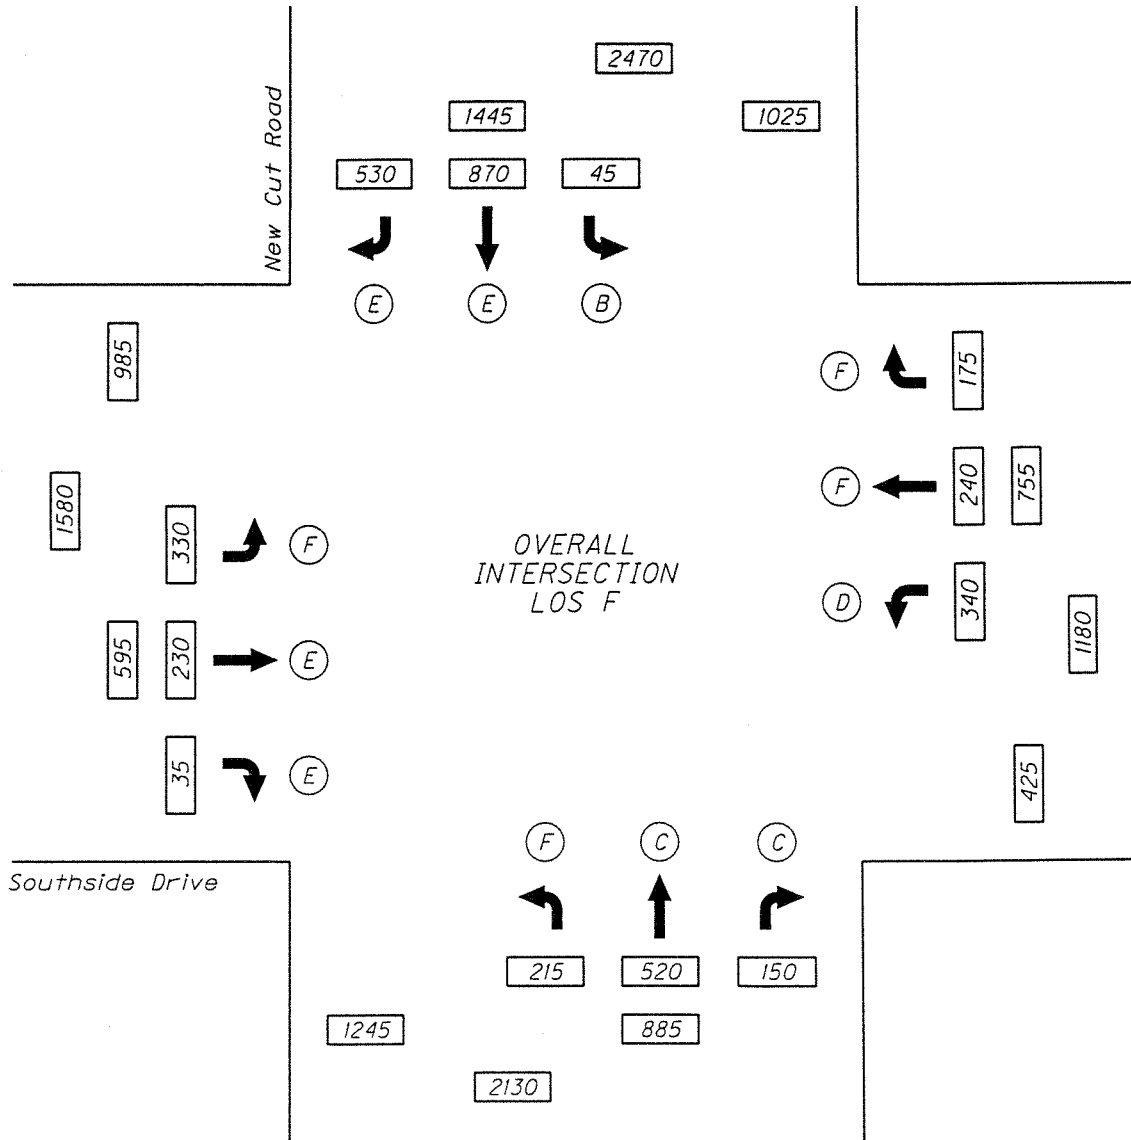 2470
1445
1025
530
870
45
New Cut Road
E
E
B
985
F
175
1580
F
240
755
330
F
OVERALL
INTERSECTION
LOS F
D
340
1180
595
230
E
35
E
425
F
C
C
Southside Drive
215
520
150
1245
885
2130